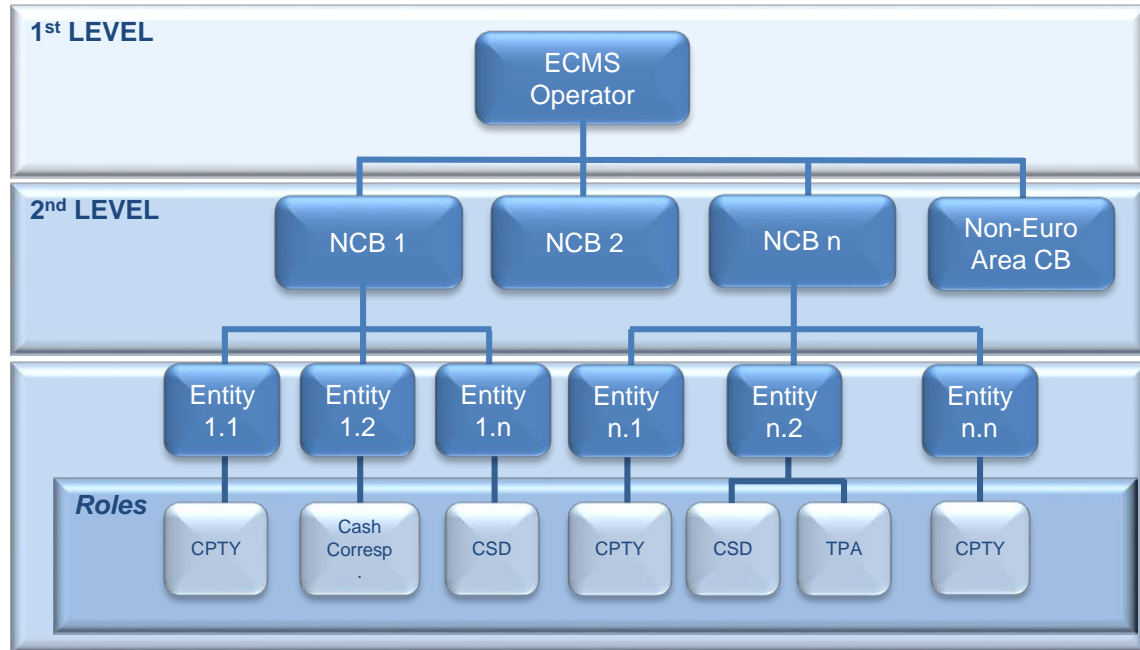 1st LEVEL
ECMS
Operator
2nd LEVEL
NCB 1
NCB 2
NCB n
Non-Euro
Area CB
Entity
1.1
Entity
1.2
Entity
1.n
Entity
n.1
Entity
n.2
Entity
n.n
Roles
CPTY
Cash
Corresp
.
CSD
CPTY
CSD
TPA
CPTY